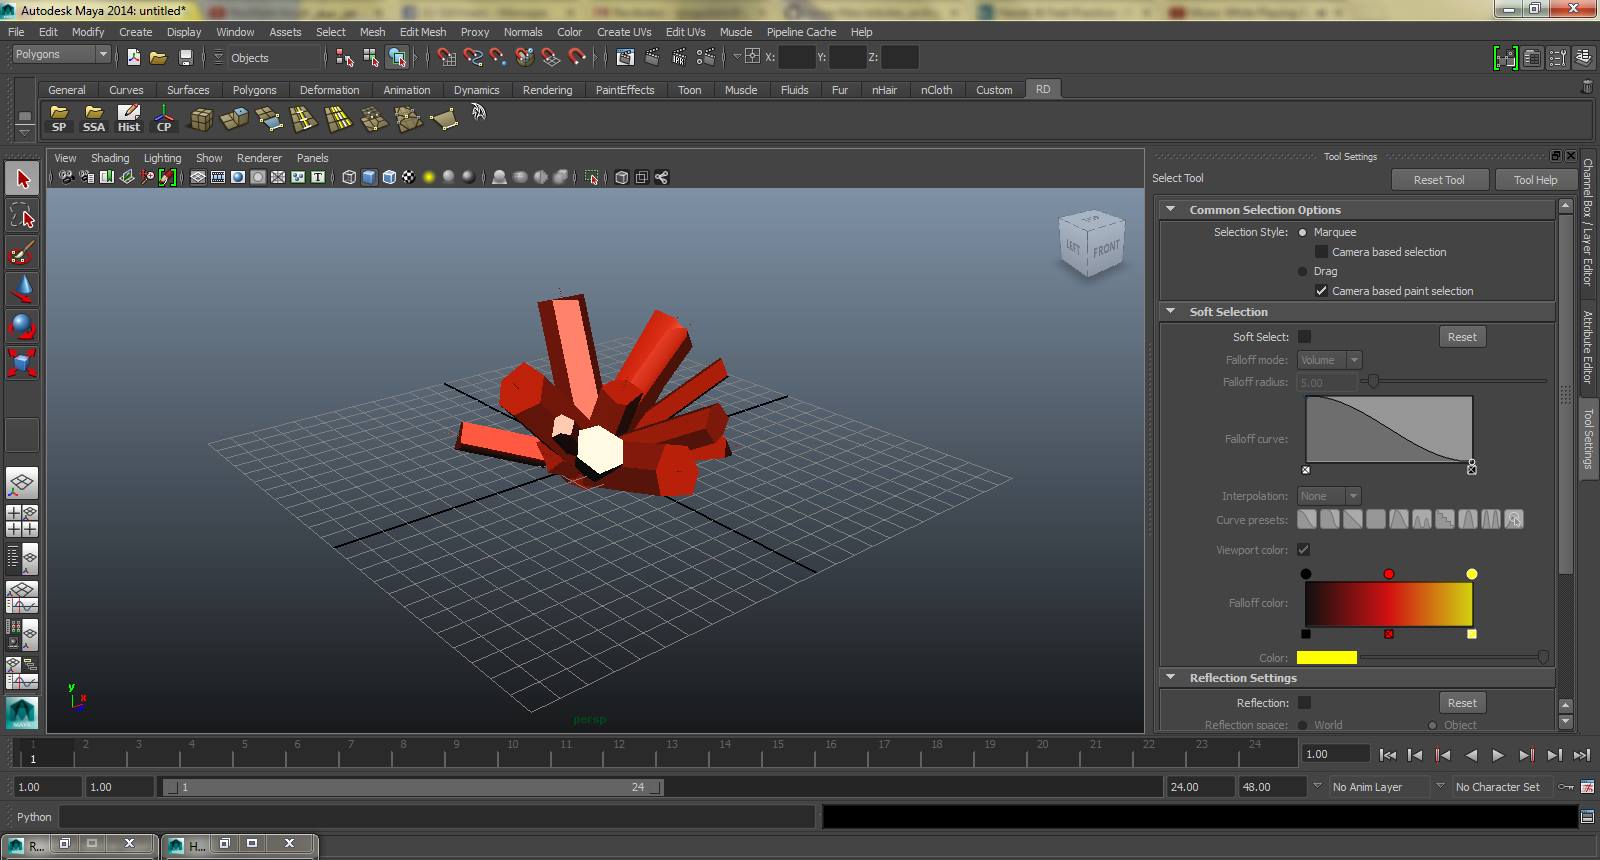 Autodesk Maya 2014: untitled*
File Edit Modify Create Display Window Assets Select Mesh Edit Mesh Proxy Normals Color Create UVs Edit UVs Muscle Pipeline Cache Help
Polygons Objects X: Y: Z:
General Curves Surfaces Polygons Deformation Animation Dynamics Rendering PaintEffects Toon Muscle Fluids Fur nHair nCloth Custom RD
SP SSA Hist CP
View Shading Lighting Show Renderer Panels
Tool Settings
Select Tool Reset Tool Tool Help
Common Selection Options
Selection Style: Marquee
Camera based selection
Drag
Camera based paint selection
Soft Selection
Soft Select: Reset
Falloff mode: Volume
Falloff radius: 5.00
Falloff curve:
Interpolation: None
Curve presets:
Viewport color:
Falloff color:
Color:
Reflection Settings
Reflection: Reset
Reflection space: World Object
Channel Box / Layer Editor
Attribute Editor
Tool Settings
LEFT FRONT
y
x
persp
1 2 3 4 5 6 7 8 9 10 11 12 13 14 15 16 17 18 19 20 21 22 23 24
1 1.00
1.00 1.00 1 24 24.00 48.00 No Anim Layer No Character Set
Python
R... H...